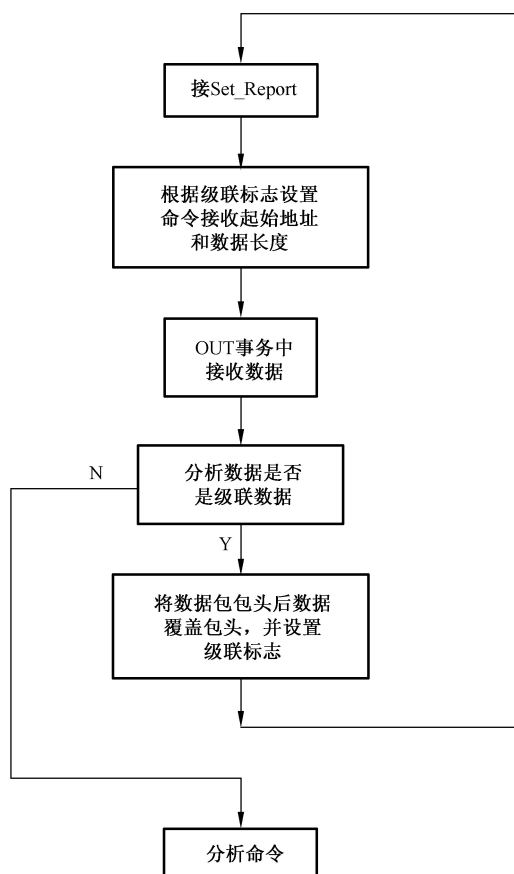 接Set_Report
根据级联标志设置
命令接收起始地址
和数据长度
OUT事务中
接收数据
N
分析数据是否
是级联数据
Y
将数据包包头后数据
覆盖包头，并设置
级联标志
分析命令